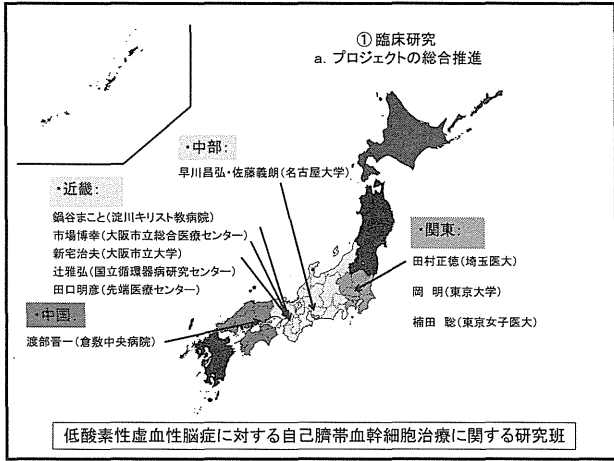 ①臨床研究
a. プロジェクトの総合推進
・中部:
早川昌弘・佐藤義朗(名古屋大学)
・近畿:
鍋谷まこと(淀川キリスト教病院)
市場博幸(大阪市立総合医療センター)
新宅治夫(大阪市立大学)
辻雅弘(国立循環器病研究センター)
田口明彦(先端医療センター)
・関東:
田村正徳(埼玉医大)
岡 明(東京大学)
楠田 聡(東京女子医大)
・中国:
渡部晋一(倉敷中央病院)
低酸素性虚血性脳症に対する自己臍帯血幹細胞治療に関する研究班